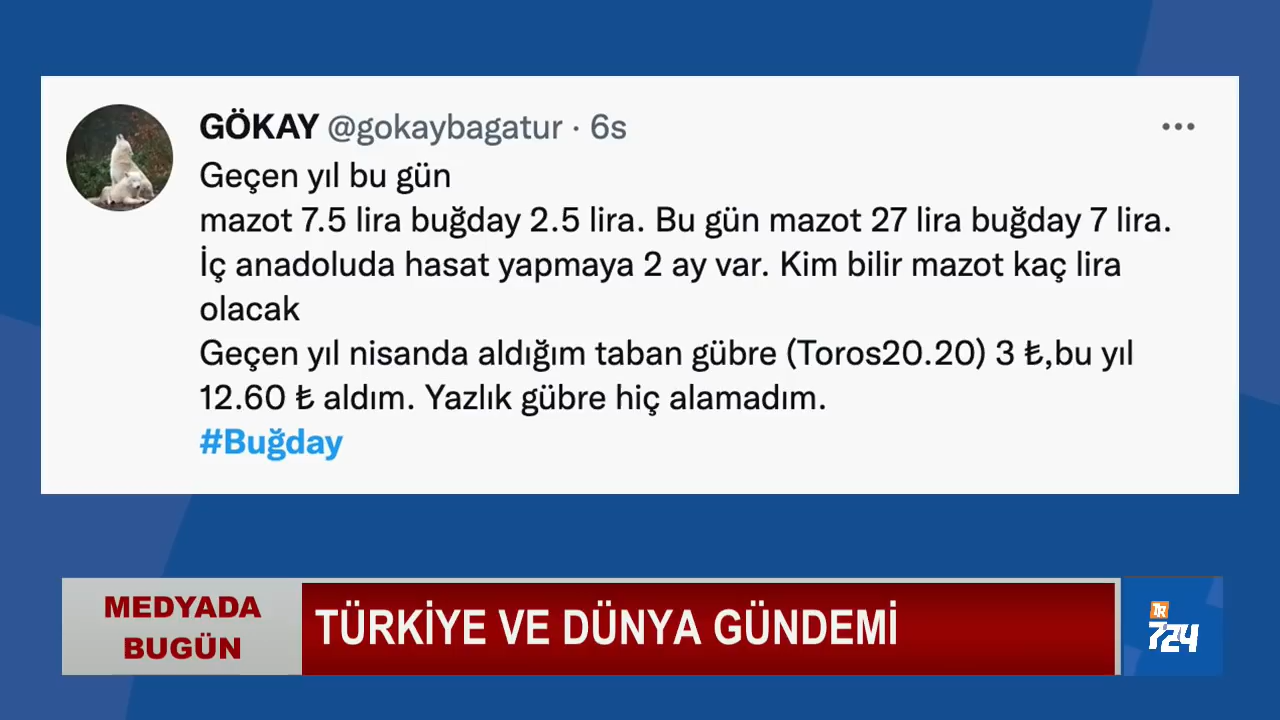 GÖKAY @gokaybagatur · 6s
Geçen yıl bu gün
mazot 7.5 lira buğday 2.5 lira. Bu gün mazot 27 lira buğday 7 lira.
İç anadoluda hasat yapmaya 2 ay var. Kim bilir mazot kaç lira
olacak
Geçen yıl nisanda aldığım taban gübre (Toros20.20) 3 ₺,bu yıl
12.60 ₺ aldım. Yazlık gübre hiç alamadım.
#Buğday
MEDYADA
BUGÜN
TÜRKİYE VE DÜNYA GÜNDEMİ
TR
724